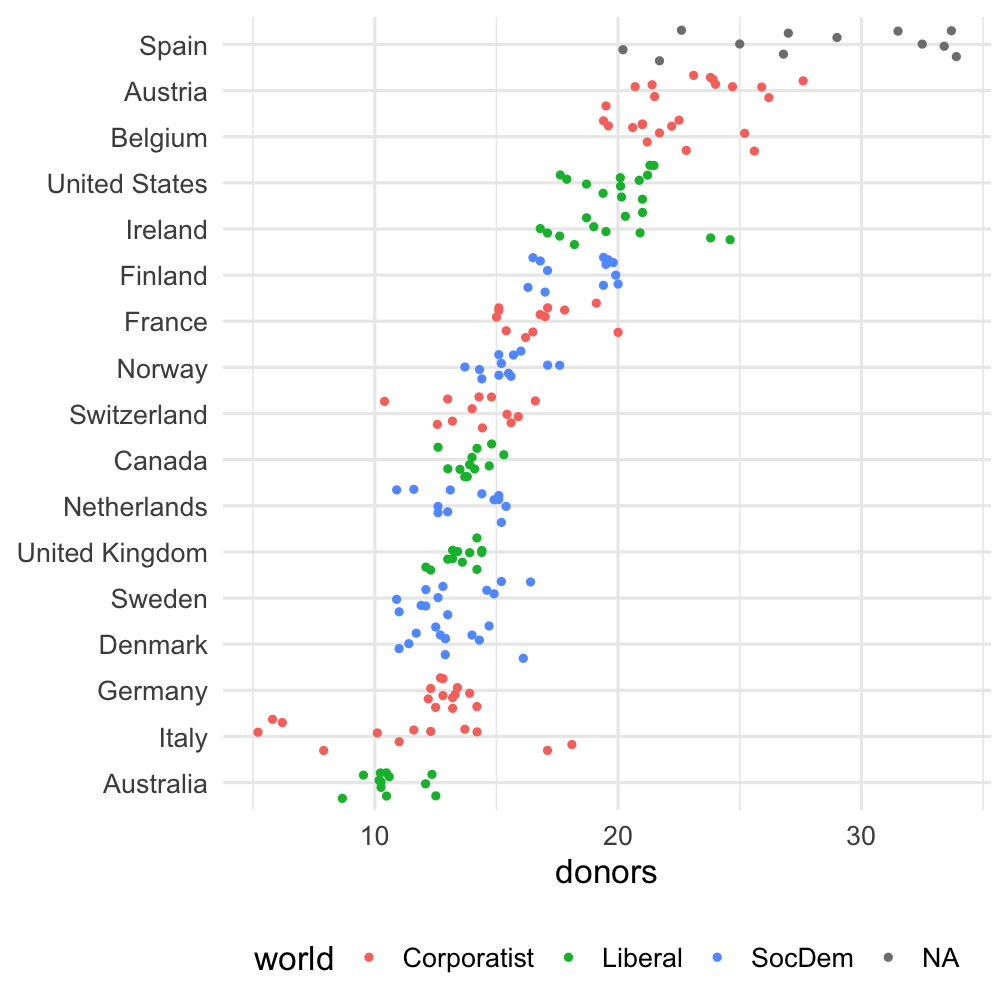 Spain
Austria
Belgium
United States
Ireland
Finland
France
Norway
Switzerland
Canada
Netherlands
United Kingdom
Sweden
Denmark
Germany
Italy
Australia
10 20 30
donors
world Corporatist Liberal SocDem NA